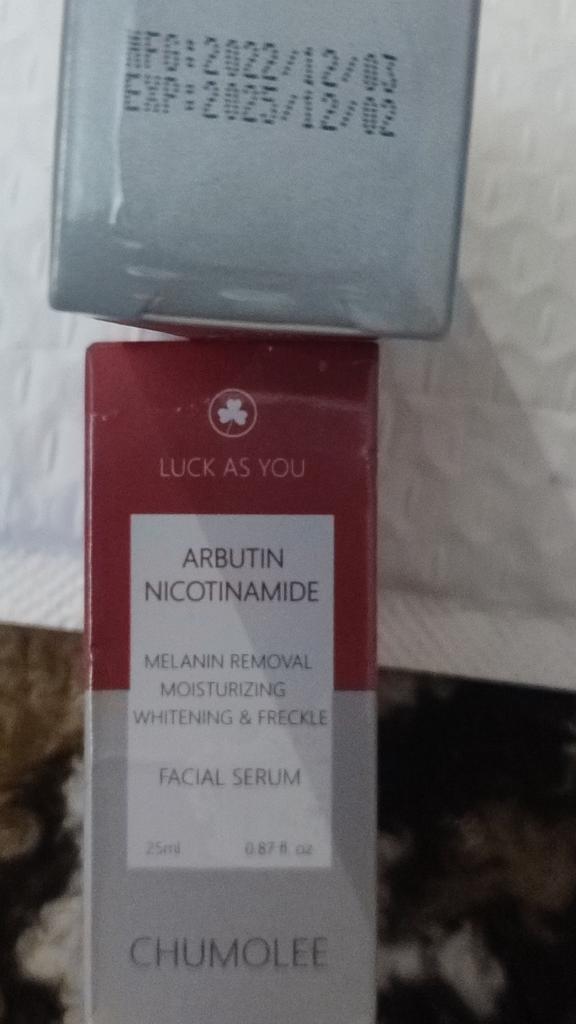 MFG:2022/12/03
EXP:2025/12/02
LUCK AS YOU
ARBUTIN
NICOTINAMIDE
MELANIN REMOVAL
MOISTURIZING
WHITENING & FRECKLE
FACIAL SERUM
25ml 0.87 fl. oz
CHUMOLEE